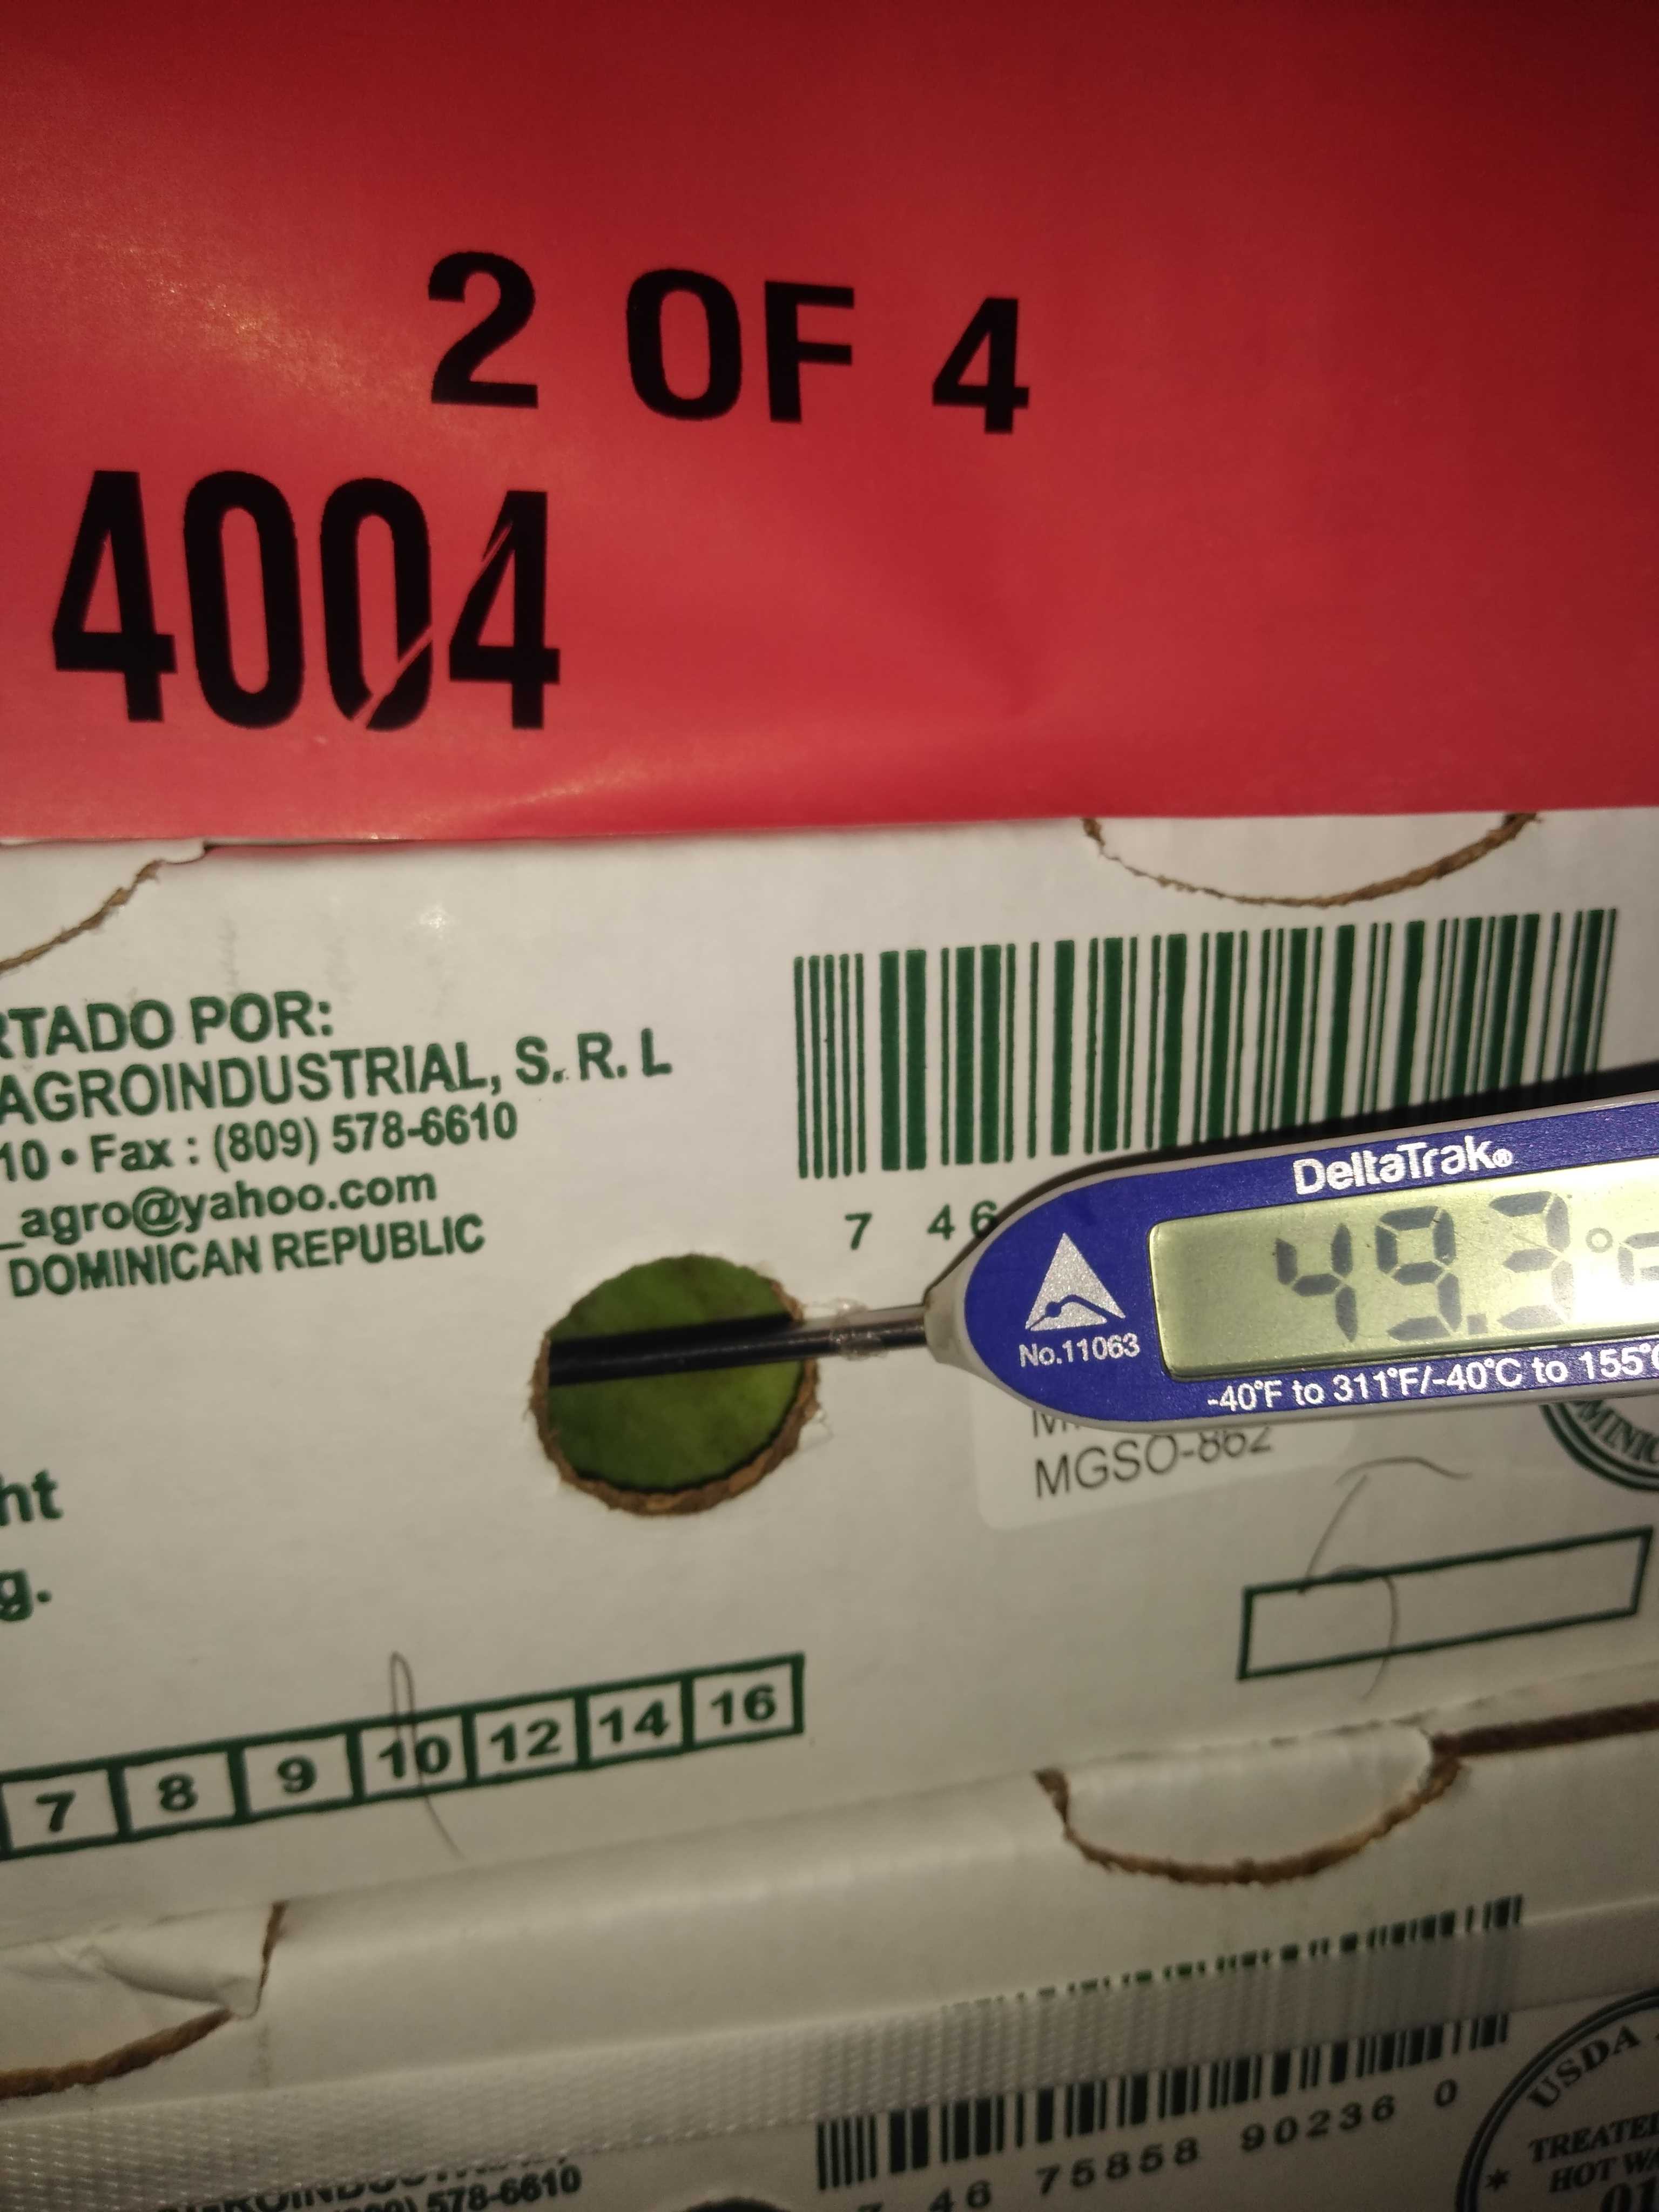 2 OF 4
4004
RTADO POR:
AGROINDUSTRIAL, S. R. L
10 • Fax : (809) 578-6610
_agro@yahoo.com
DOMINICAN REPUBLIC
7 46
DeltaTrak®
49.3°
No.11063
-40°F to 311°F/-40°C to 155°C
MGSO-862
ht
g.
7 8 9 10 12 14 16
7 46 75858 90236 0
578-6610
USDA
TREATED
HOT WA